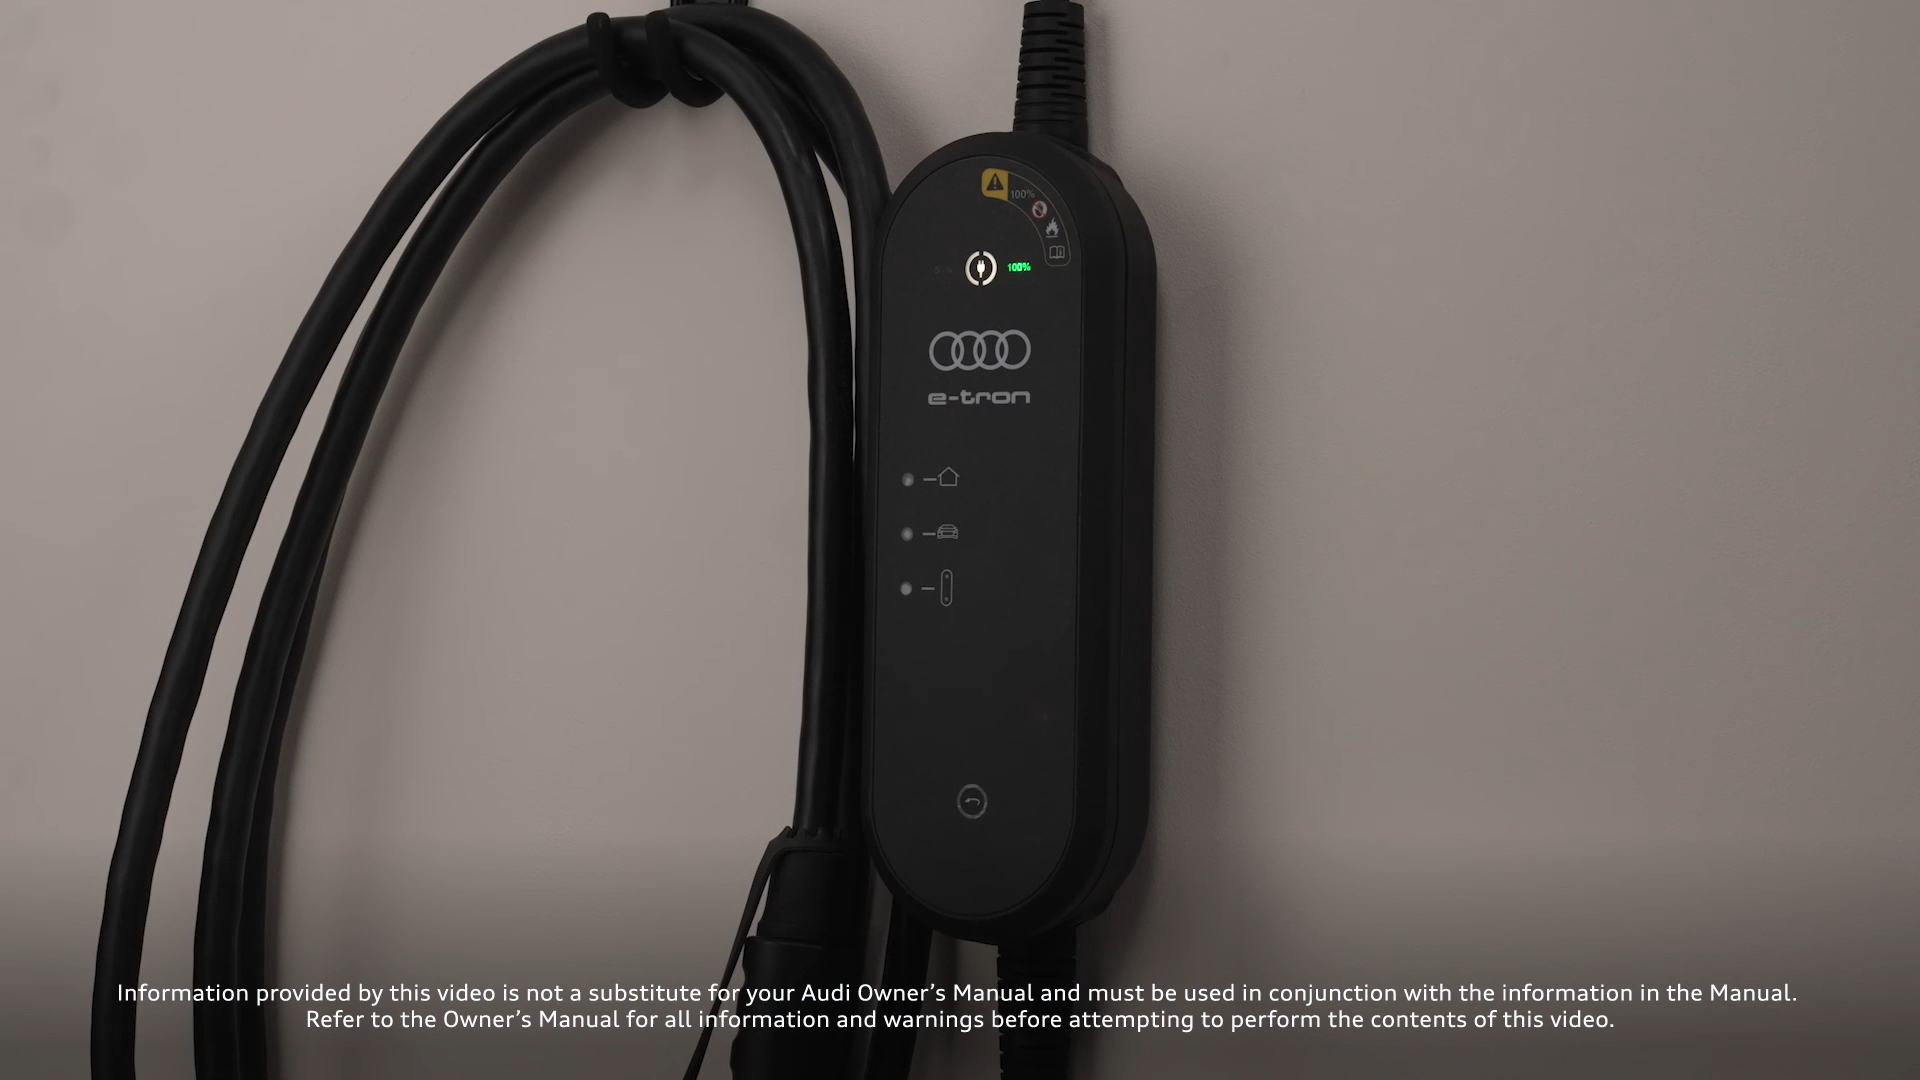 100%
100%
e-tron
Information provided by this video is not a substitute for your Audi Owner’s Manual and must be used in conjunction with the information in the Manual.
Refer to the Owner’s Manual for all information and warnings before attempting to perform the contents of this video.